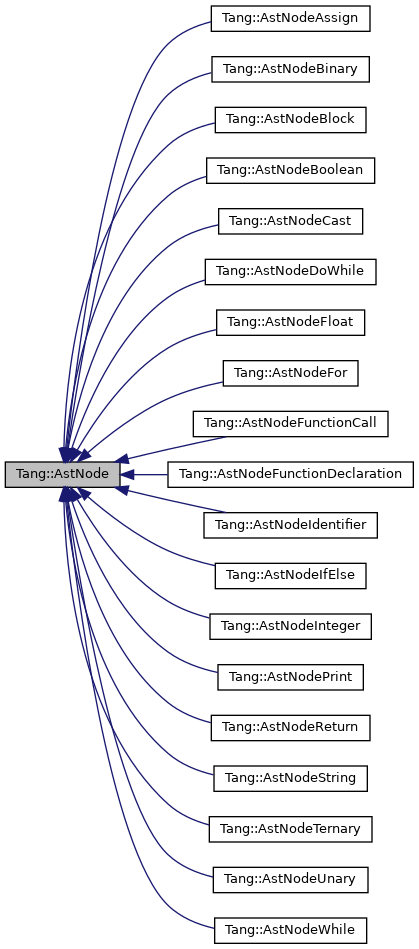 Tang::AstNodeAssign
Tang::AstNodeBinary
Tang::AstNodeBlock
Tang::AstNodeBoolean
Tang::AstNodeCast
Tang::AstNodeDoWhile
Tang::AstNodeFloat
Tang::AstNodeFor
Tang::AstNodeFunctionCall
Tang::AstNode
Tang::AstNodeFunctionDeclaration
Tang::AstNodeIdentifier
Tang::AstNodeIfElse
Tang::AstNodeInteger
Tang::AstNodePrint
Tang::AstNodeReturn
Tang::AstNodeString
Tang::AstNodeTernary
Tang::AstNodeUnary
Tang::AstNodeWhile